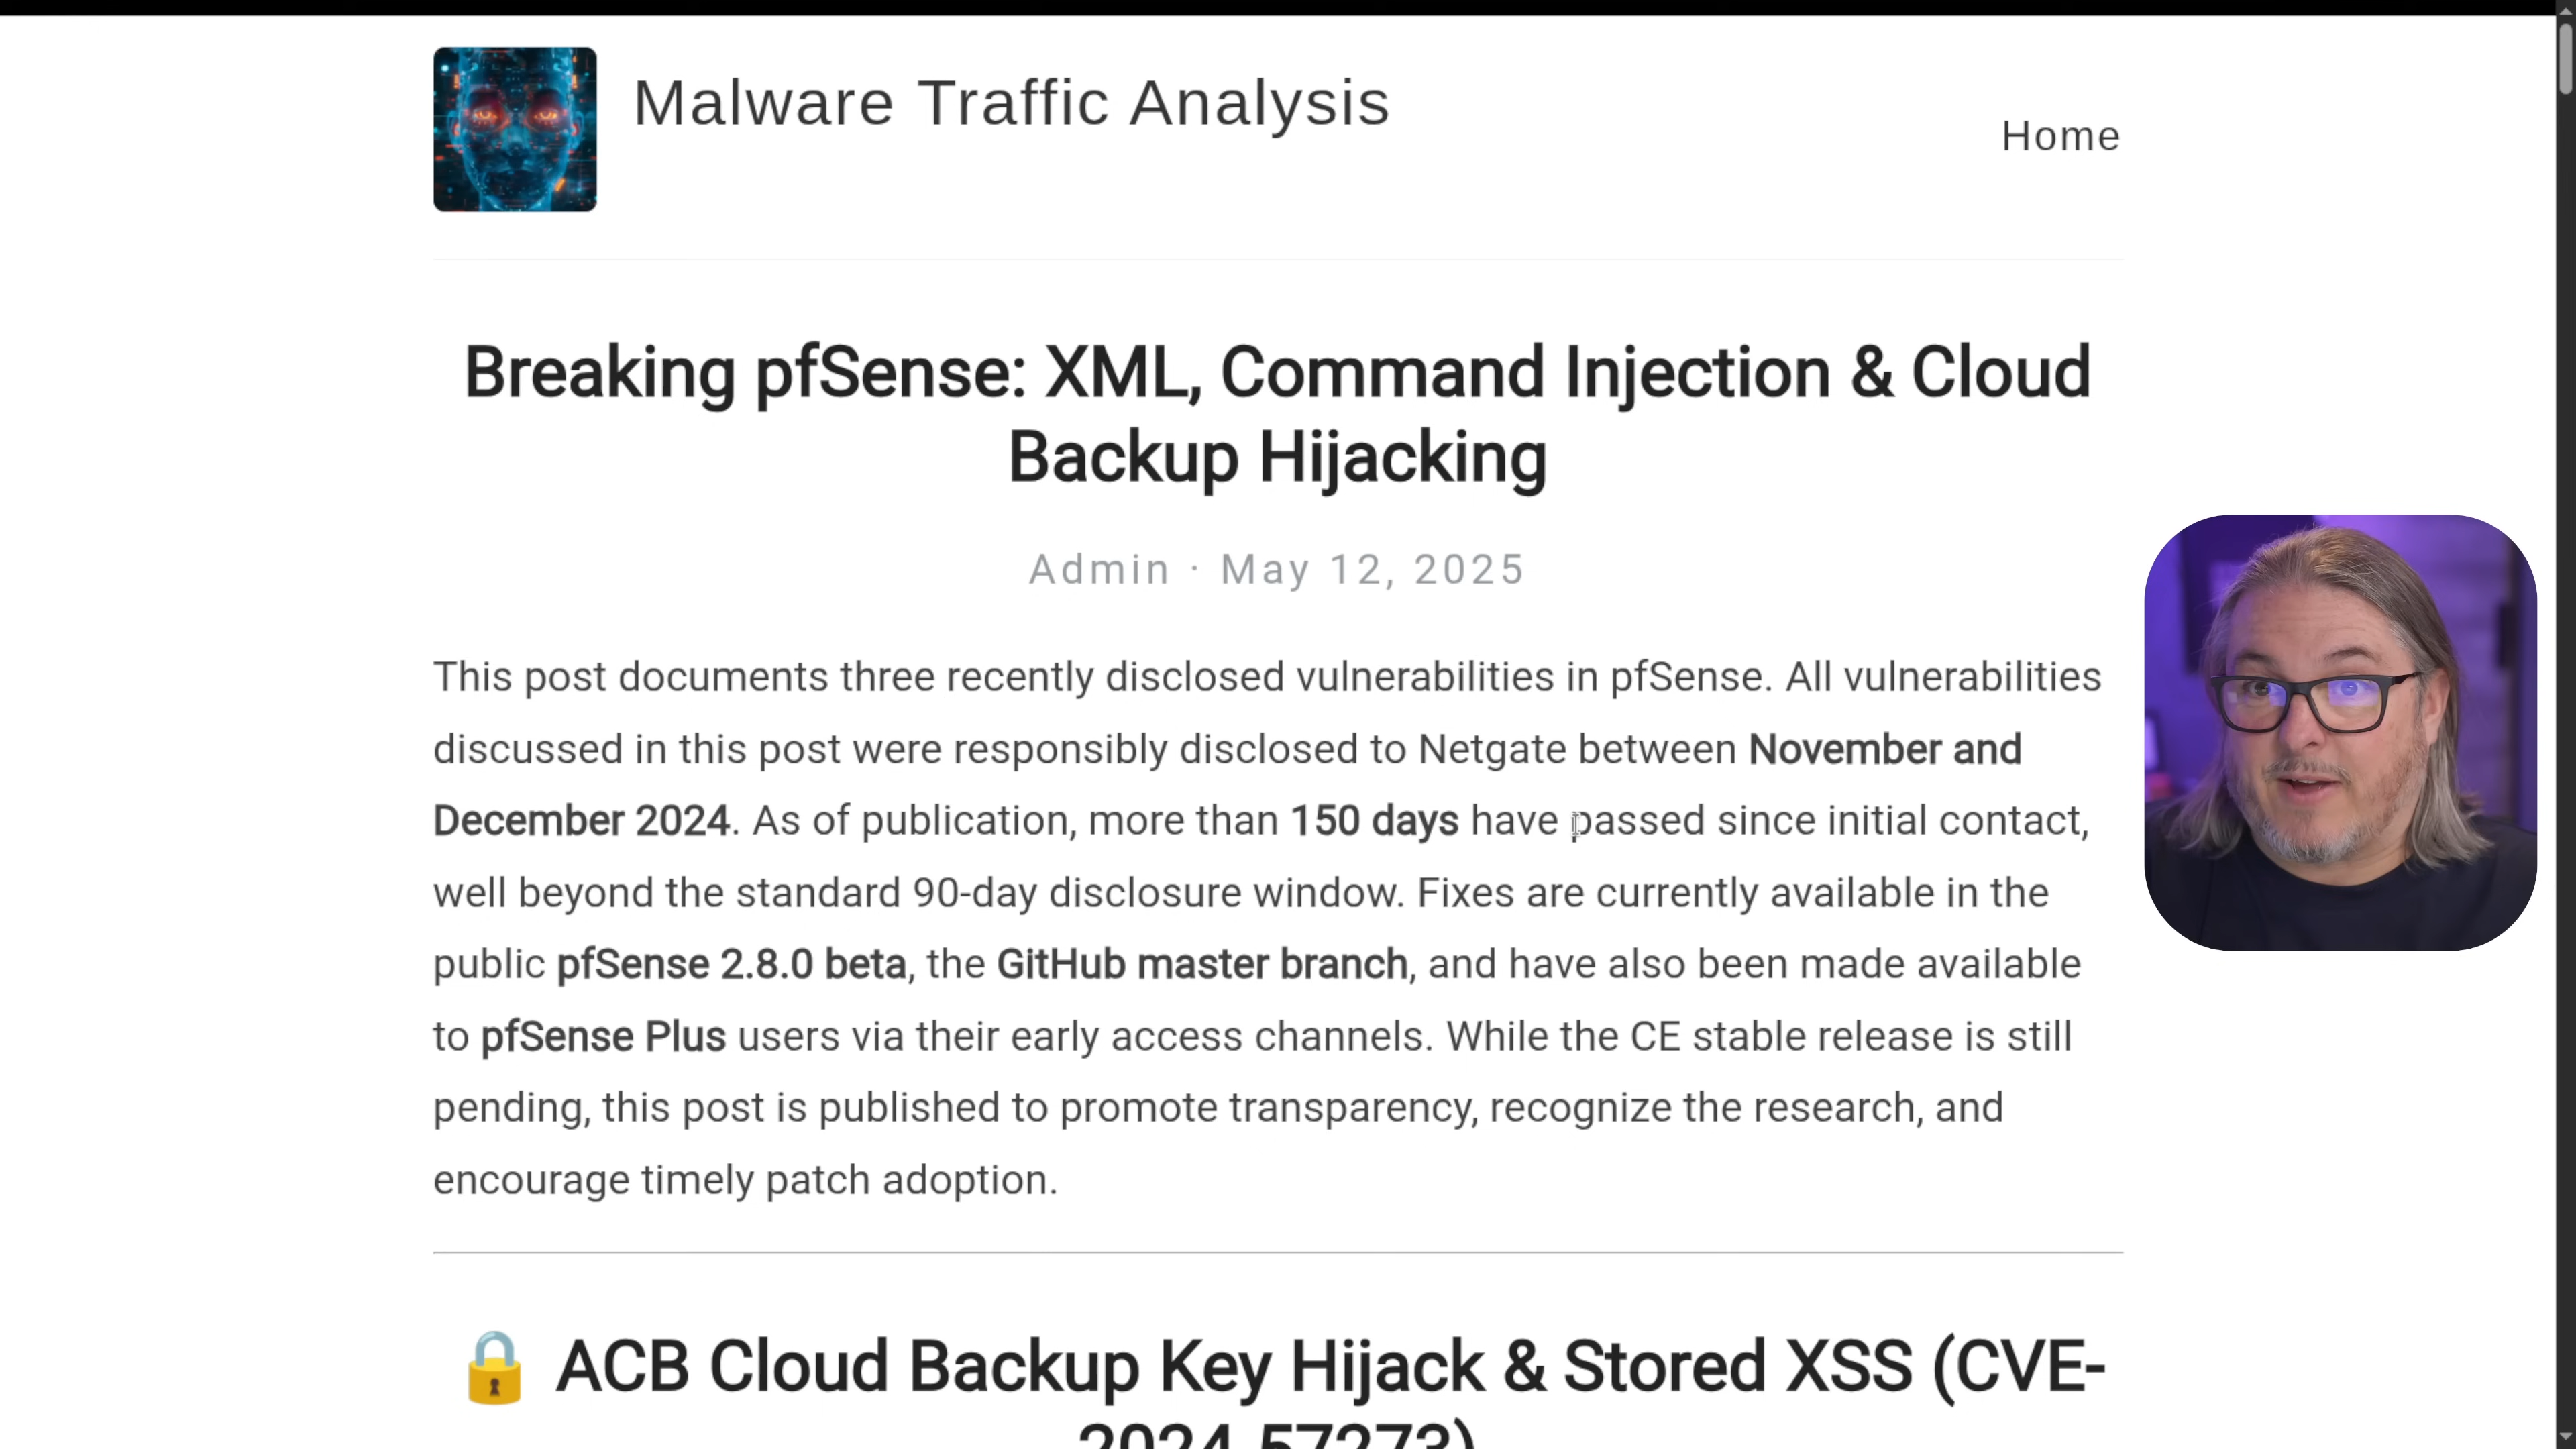 Malware Traffic Analysis
Home
Breaking pfSense: XML, Command Injection & Cloud
Backup Hijacking
Admin · May 12, 2025
This post documents three recently disclosed vulnerabilities in pfSense. All vulnerabilities
discussed in this post were responsibly disclosed to Netgate between November and
December 2024. As of publication, more than 150 days have passed since initial contact,
well beyond the standard 90-day disclosure window. Fixes are currently available in the
public pfSense 2.8.0 beta, the GitHub master branch, and have also been made available
to pfSense Plus users via their early access channels. While the CE stable release is still
pending, this post is published to promote transparency, recognize the research, and
encourage timely patch adoption.
🔒 ACB Cloud Backup Key Hijack & Stored XSS (CVE-
2024-57273)